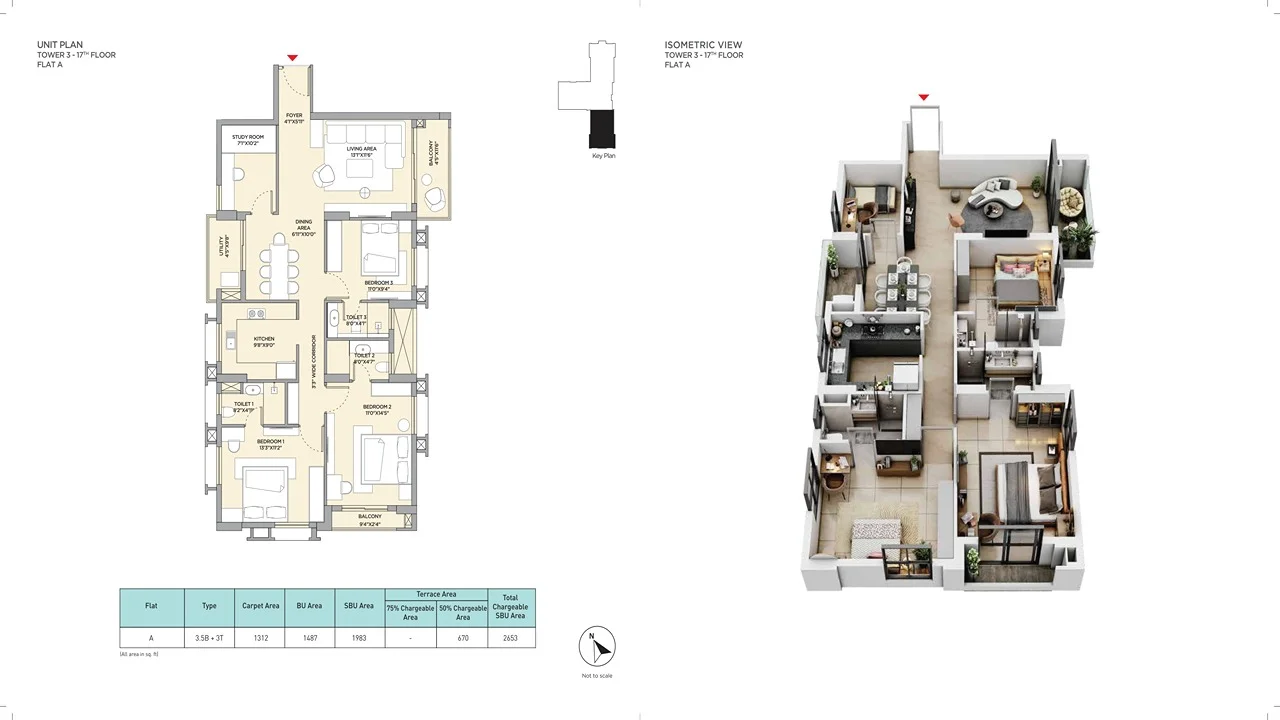 UNIT PLAN
TOWER 3 - 17TH FLOOR
FLAT A
FOYER
4'1"X5'11"
STUDY ROOM
7'1"X10'2"
LIVING AREA
13'1"X11'6"
BALCONY
4'5"X11'6"
DINING
AREA
6'11"X10'0"
UTILITY
4'5"X9'8"
BEDROOM 3
11'0"X9'4"
TOILET 3
8'0"X4'1"
KITCHEN
9'8"X9'0"
3'3" WIDE CORRIDOR
TOILET 2
8'0"X4'7"
TOILET 1
8'2"X4'11"
BEDROOM 2
11'0"X14'5"
BEDROOM 1
13'3"X11'2"
BALCONY
9'4"X2'4"
Key Plan
Flat Type Carpet Area BU Area SBU Area Terrace Area Total Chargeable SBU Area
75% Chargeable Area 50% Chargeable Area
A 3.5B + 3T 1312 1487 1983 - 670 2653
(All area in sq. ft)
N
Not to scale
ISOMETRIC VIEW
TOWER 3 - 17TH FLOOR
FLAT A